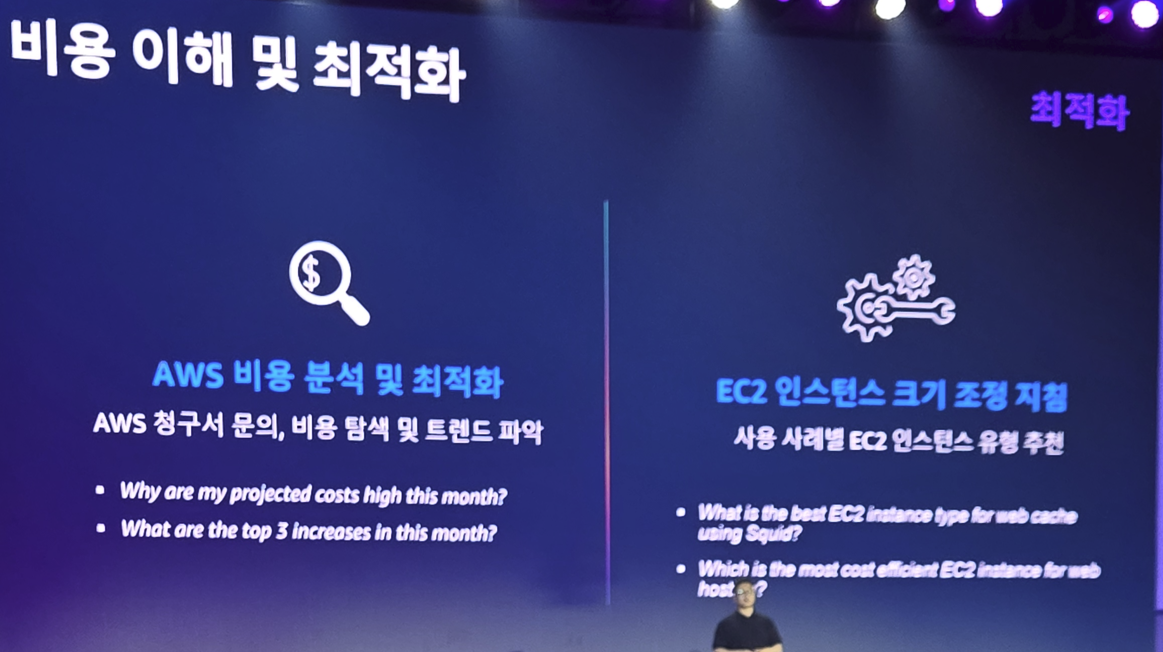 비용 이해 및 최적화
최적화
AWS 비용 분석 및 최적화
AWS 청구서 문의, 비용 탐색 및 트렌드 파악
▪ Why are my projected costs high this month?
▪ What are the top 3 increases in this month?
EC2 인스턴스 크기 조정 지침
사용 사례별 EC2 인스턴스 유형 추천
• What is the best EC2 instance type for web cache
using Squid?
• Which is the most cost efficient EC2 instance for web